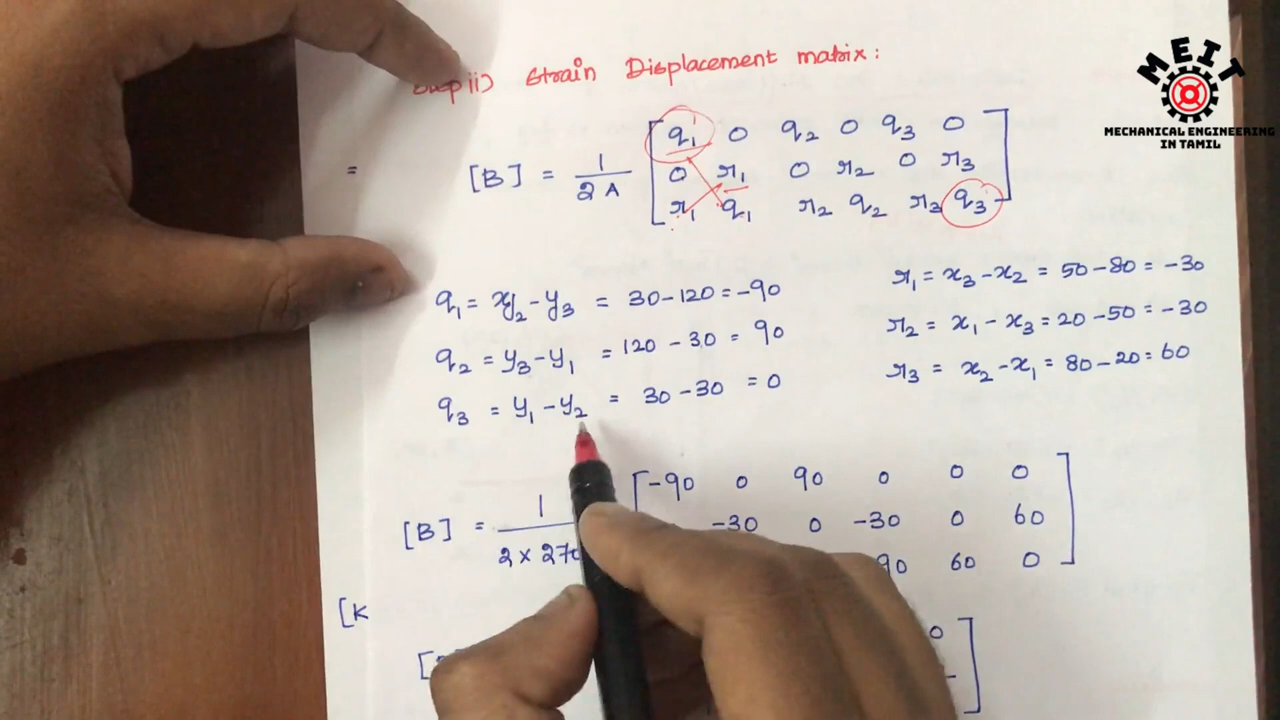 MEIT
MECHANICAL ENGINEERING
IN TAMIL
ii) Strain Displacement matrix:
= [B] = 1/2A [q1 0 q2 0 q3 0
0 r1 0 r2 0 r3
r1 q1 r2 q2 r3 q3]
q1 = y2 - y3 = 30 - 120 = -90
r1 = x3 - x2 = 50 - 80 = -30
q2 = y3 - y1 = 120 - 30 = 90
r2 = x1 - x3 = 20 - 50 = -30
q3 = y1 - y2 = 30 - 30 = 0
r3 = x2 - x1 = 80 - 20 = 60
[B] = 1/2 × 270 [-90 0 90 0 0 0
-30 0 -30 0 60
90 60 0]
[K
0